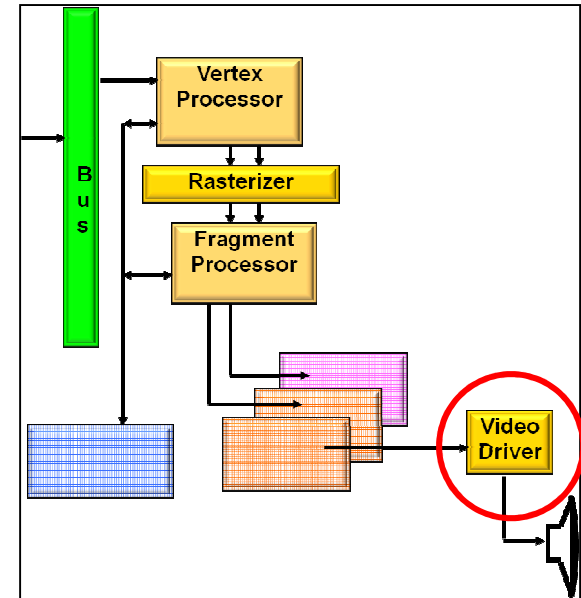 Vertex
Processor
B
u
s
Rasterizer
Fragment
Processor
Video
Driver